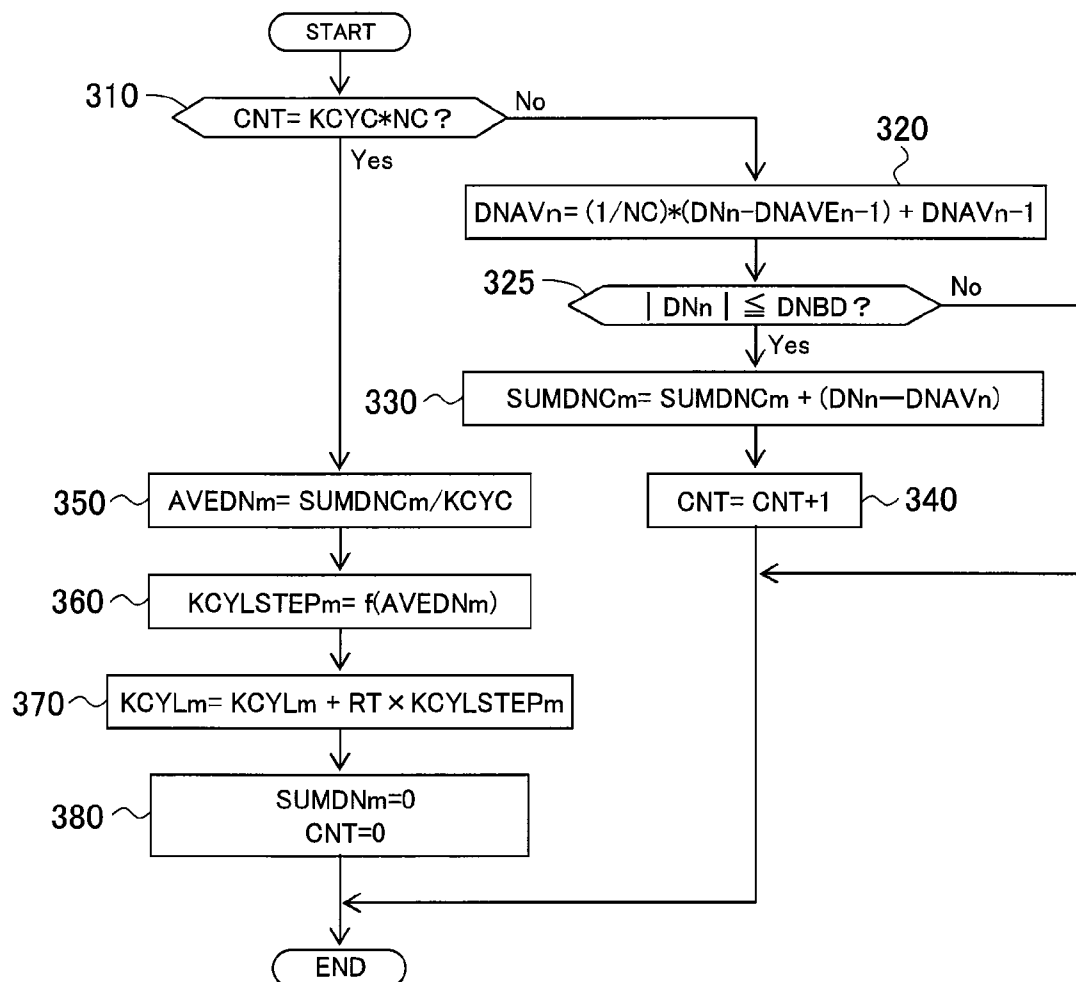 START
310
CNT= KCYC*NC?
No
Yes
320
DNAVn= (1/NC)*(DNn-DNAVEn-1) + DNAVn-1
325
| DNn | ≦ DNBD?
No
Yes
330
SUMDNCm= SUMDNCm + (DNn—DNAVn)
350
AVEDNm= SUMDNCm/KCYC
CNT= CNT+1
340
360
KCYLSTEPm= f(AVEDNm)
370
KCYLm= KCYLm + RT × KCYLSTEPm
380
SUMDNm=0
CNT=0
END